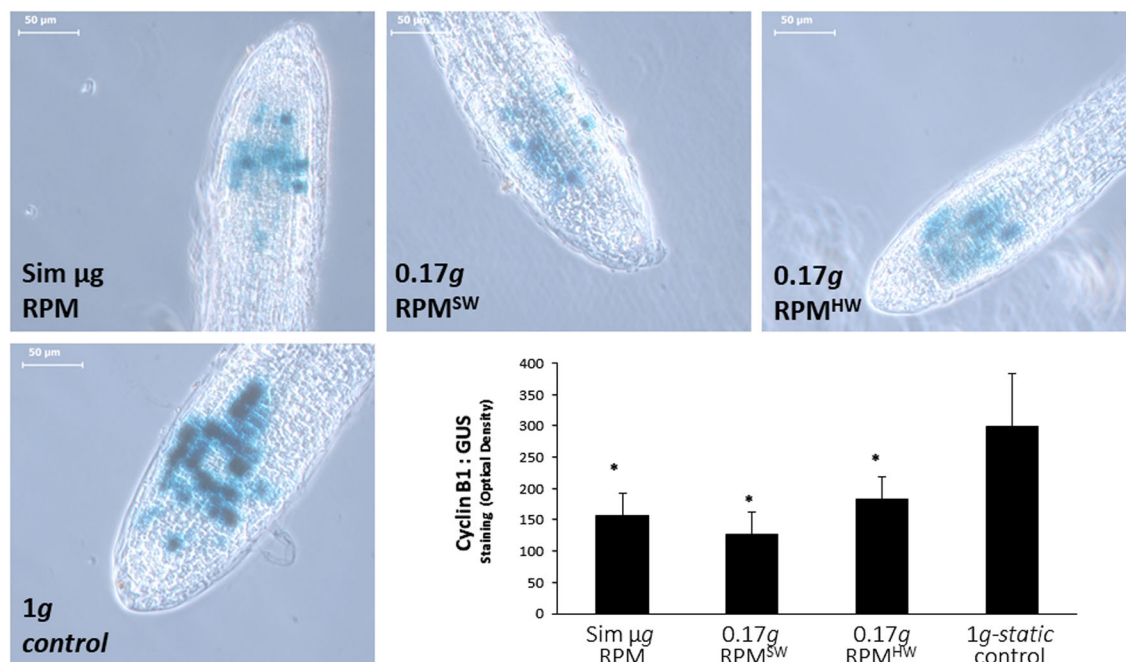 50 µm
50 µm
50 µm
Sim µg
RPM
0.17g
RPM^SW
0.17g
RPM^HW
50 µm
1g
control
Cyclin B1 : GUS
Staining (Optical Density)
400
350
300
250
200
150
100
50
0
*
*
*
Sim µg
RPM
0.17g
RPM^SW
0.17g
RPM^HW
1g-static
control